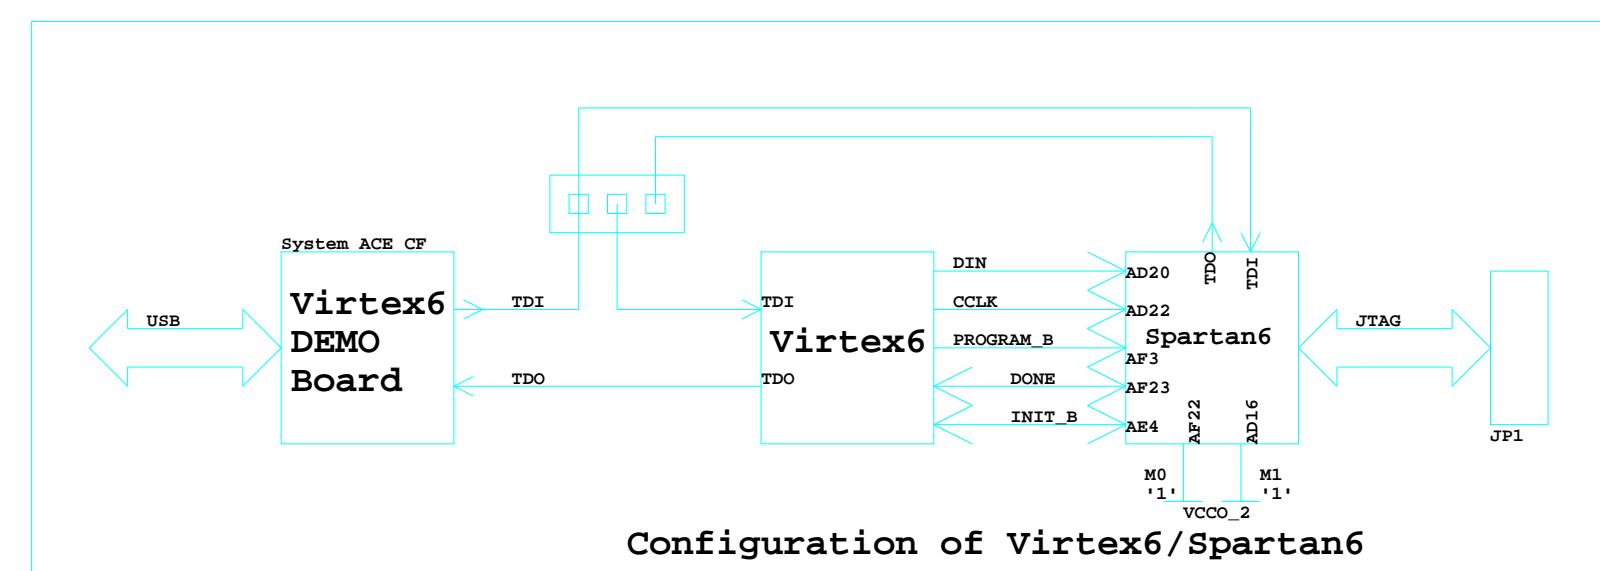 System ACE CF
Virtex6
DEMO
Board
USB
TDI
TDO
TDI
Virtex6
TDO
DIN
CCLK
PROGRAM_B
DONE
INIT_B
TDO
TDI
AD20
AD22
Spartan6
AF3
AF23
AE4
AF22
AD16
JTAG
JP1
M0
'1'
M1
'1'
VCCO_2
Configuration of Virtex6/Spartan6